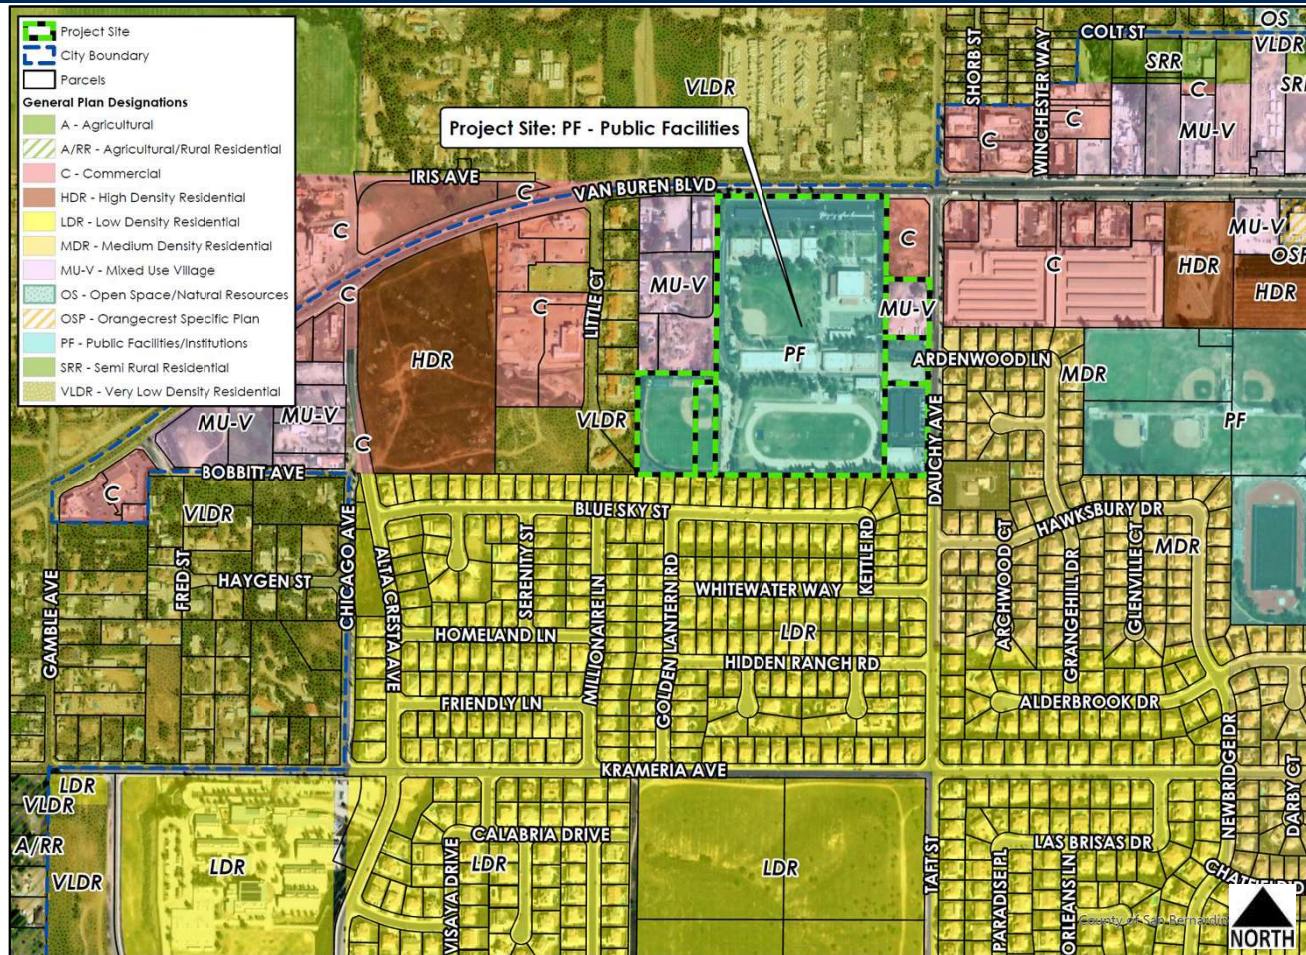 Project Site
City Boundary
Parcels
General Plan Designations
A - Agricultural
A/RR - Agricultural/Rural Residential
C - Commercial
HDR - High Density Residential
LDR - Low Density Residential
MDR - Medium Density Residential
MU-V - Mixed Use Village
OS - Open Space/Natural Resources
OSP - Orangecrest Specific Plan
PF - Public Facilities/Institutions
SRR - Semi Rural Residential
VLDR - Very Low Density Residential
OS
COLT ST
VLDR
SHORB ST
WINCHESTER WAY
SRR
VLDR
C
SRR
Project Site: PF - Public Facilities
C
C
MU-V
IRIS AVE
C
VAN BUREN BLVD
C
C
MU-V
OSP
C
C
MU-V
LITTLE CT
C
HDR
HDR
MU-V
HDR
PF
ARDENWOOD LN
MDR
MU-V
MU-V
VLDR
PF
C
BOBBITT AVE
C
DAUCHY AVE
VLDR
BLUE SKY ST
HAWKSBURY DR
CHICAGO AVE
ALTA CRESTA AVE
SERENITY ST
KETTLE RD
ARCHWOOD CT
GRANGEHILL DR
GLENVILLE CT
MDR
GAMBLE AVE
FRED ST
HAYGEN ST
MILLIONAIRE LN
GOLDEN LANTERN RD
WHITEWATER WAY
HOMELAND LN
LDR
HIDDEN RANCH RD
FRIENDLY LN
ALDERBROOK DR
NEWBRIDGE DR
DARBY CT
KRAMERIA AVE
LDR
VLDR
CALABRIA DRIVE
LAS BRISAS DR
A/RR
LDR
VISAYA DRIVE
LDR
LDR
TAFT ST
PARADISE PL
ORLEANS LN
VLDR
County of San Bernardin
NORTH